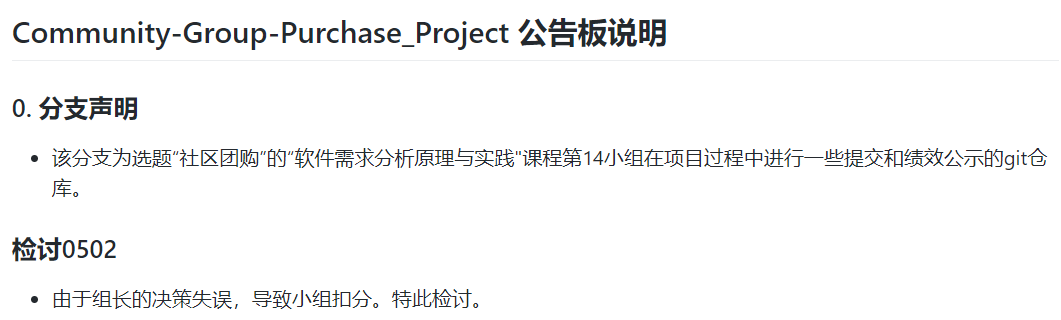 Community-Group-Purchase_Project 公告板说明
0. 分支声明
该分支为选题“社区团购”的“软件需求分析原理与实践"课程第14小组在项目过程中进行一些提交和绩效公示的git仓
库。
检讨0502
由于组长的决策失误，导致小组扣分。特此检讨。